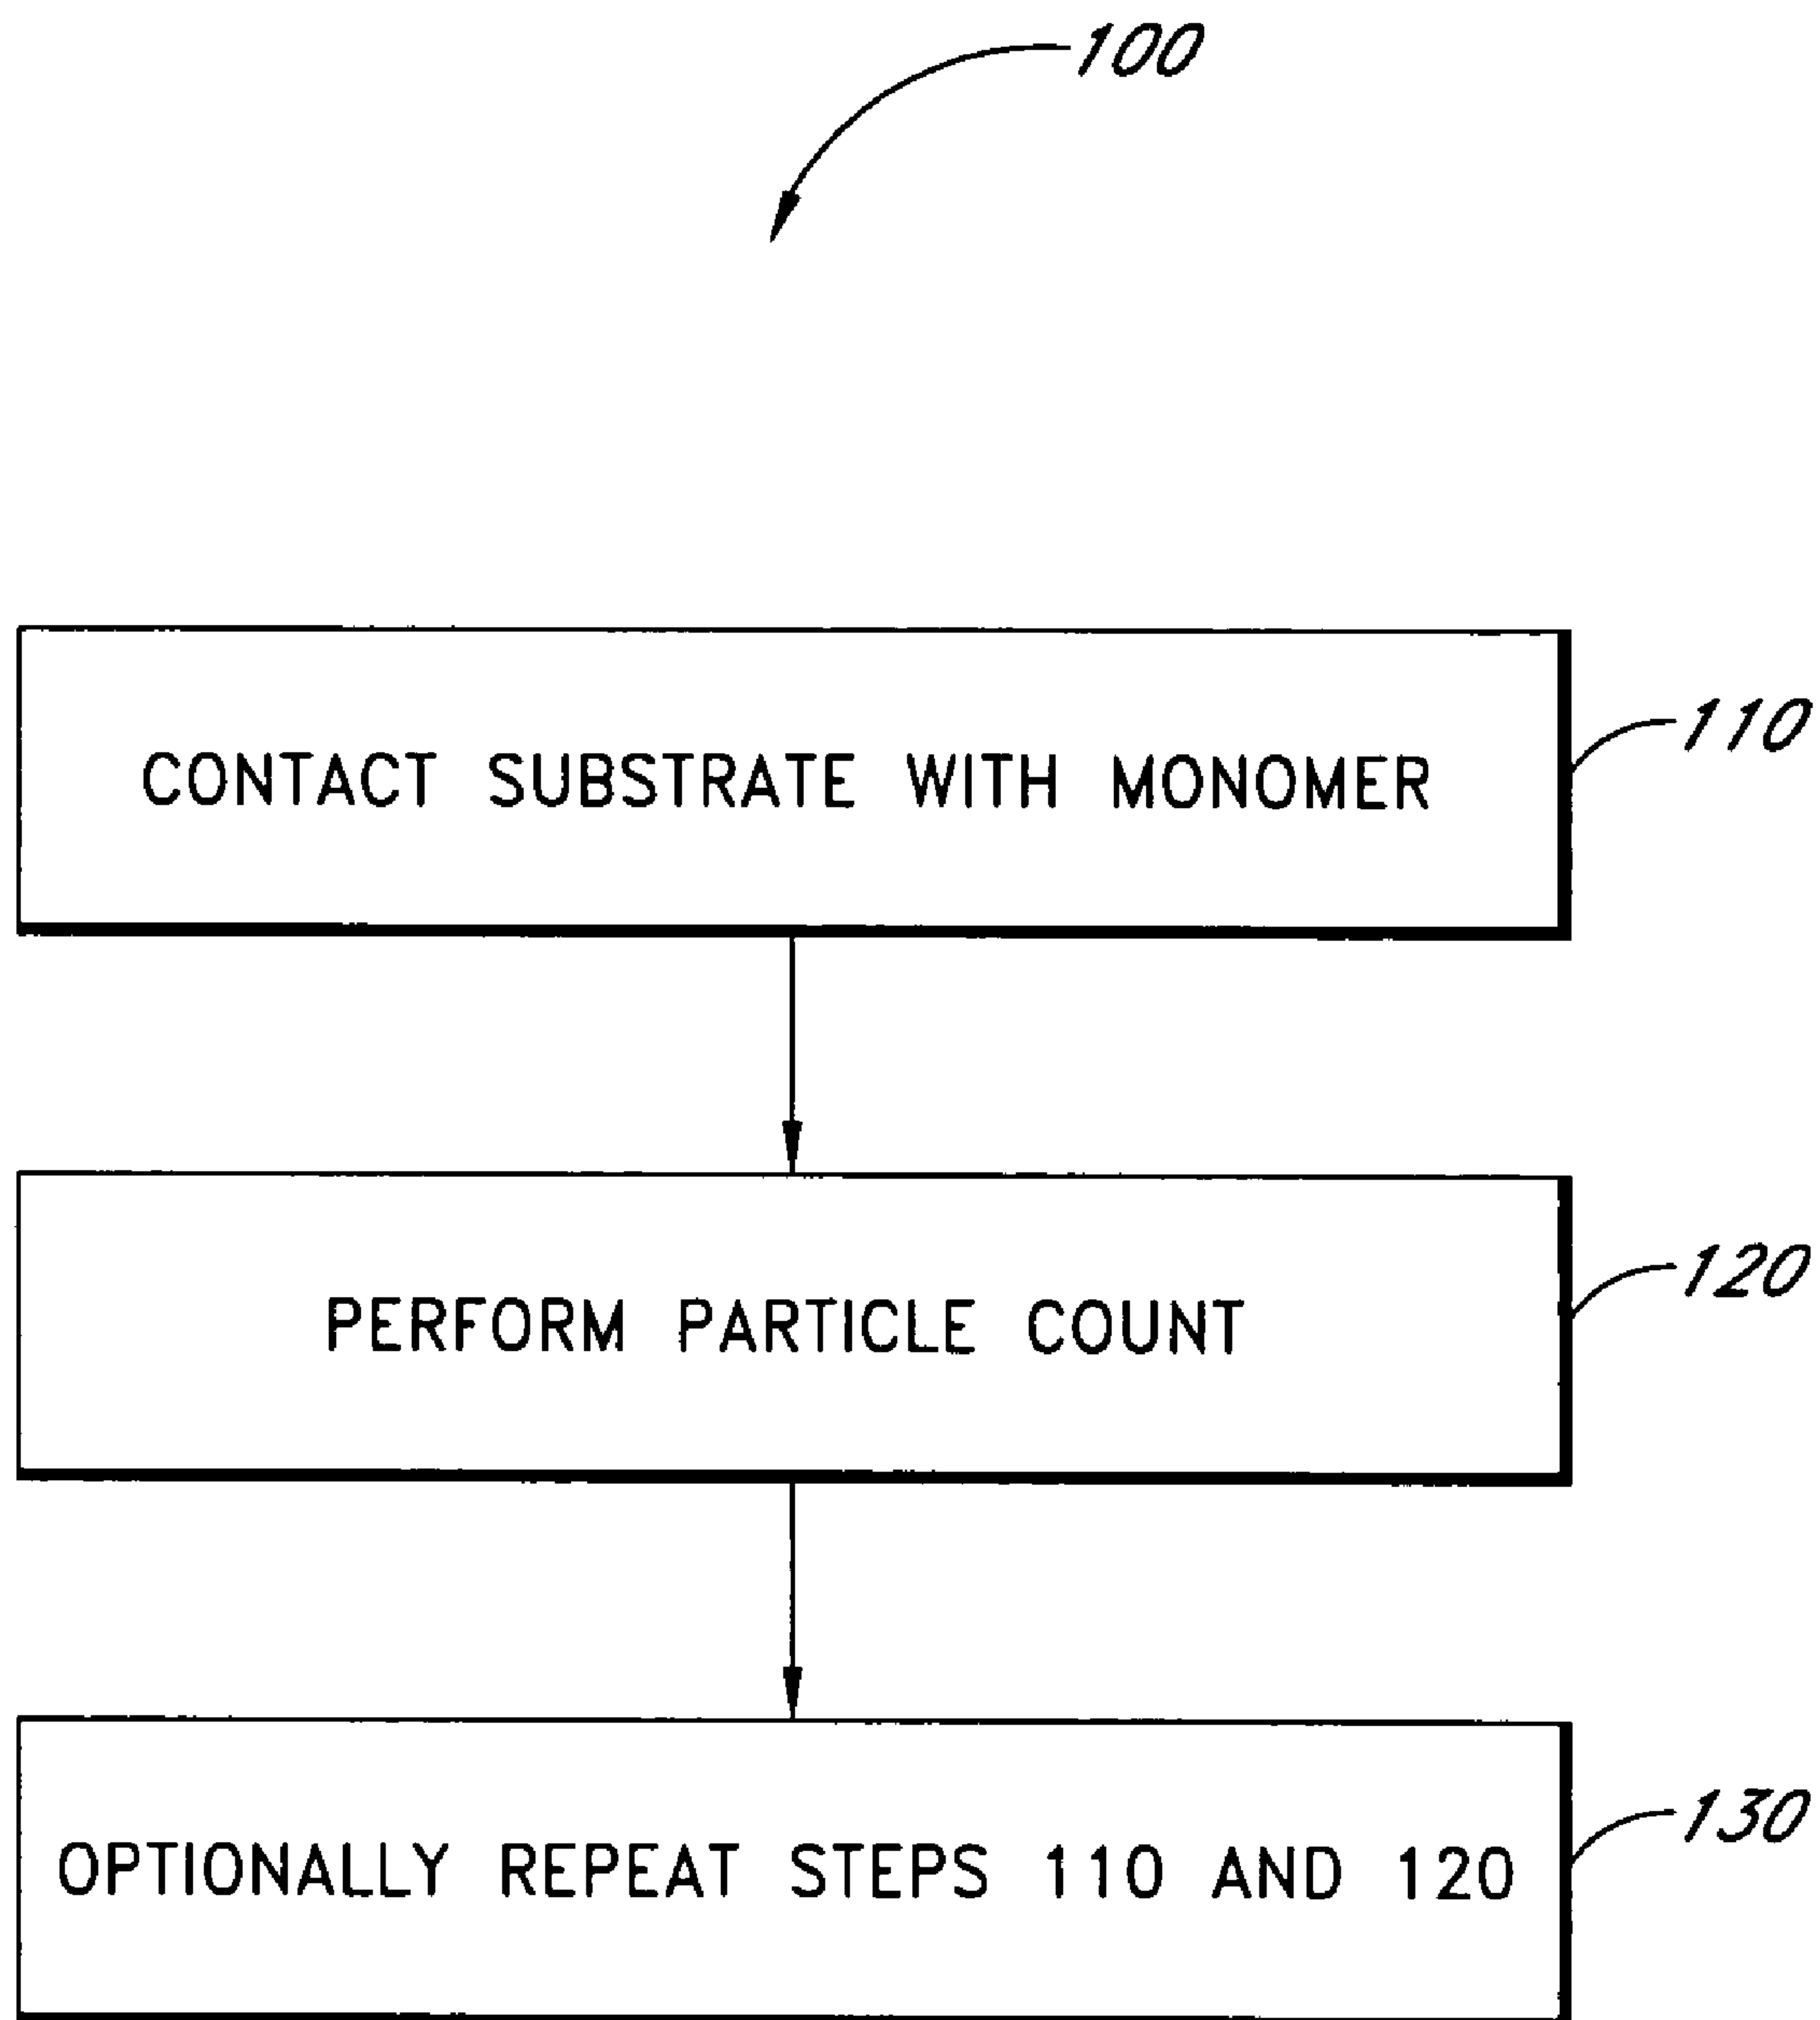 100
CONTACT SUBSTRATE WITH MONOMER
110
PERFORM PARTICLE COUNT
120
OPTIONALLY REPEAT STEPS 110 AND 120
130